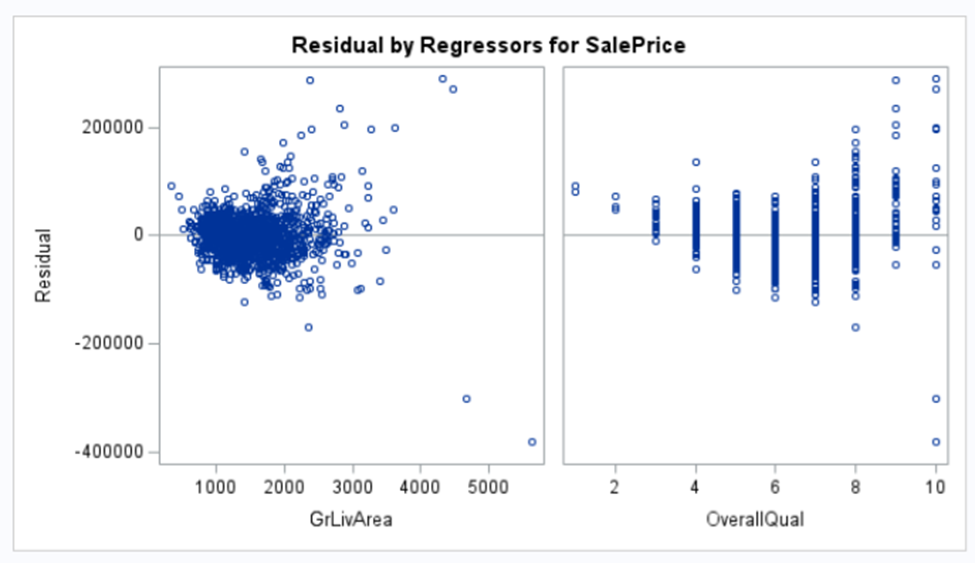 Residual by Regressors for SalePrice
Residual
200000
0
-200000
-400000
1000 2000 3000 4000 5000
GrLivArea
2 4 6 8 10
OverallQual